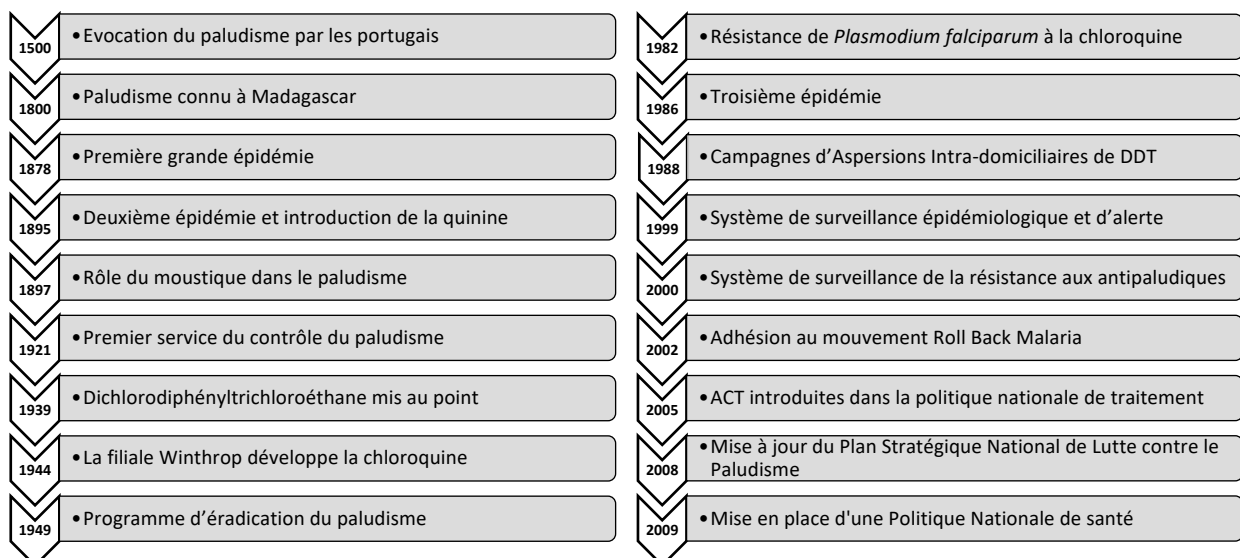 1500
• Evocation du paludisme par les portugais
1800
• Paludisme connu à Madagascar
1878
• Première grande épidémie
1895
• Deuxième épidémie et introduction de la quinine
1897
• Rôle du moustique dans le paludisme
1921
• Premier service du contrôle du paludisme
1939
• Dichlorodiphényltrichloroéthane mis au point
1944
• La filiale Winthrop développe la chloroquine
1949
• Programme d’éradication du paludisme
1982
• Résistance de Plasmodium falciparum à la chloroquine
1986
• Troisième épidémie
1988
• Campagnes d’Aspersions Intra-domiciliaires de DDT
1999
• Système de surveillance épidémiologique et d’alerte
2000
• Système de surveillance de la résistance aux antipaludiques
2002
• Adhésion au mouvement Roll Back Malaria
2005
• ACT introduites dans la politique nationale de traitement
2008
• Mise à jour du Plan Stratégique National de Lutte contre le
Paludisme
2009
• Mise en place d'une Politique Nationale de santé